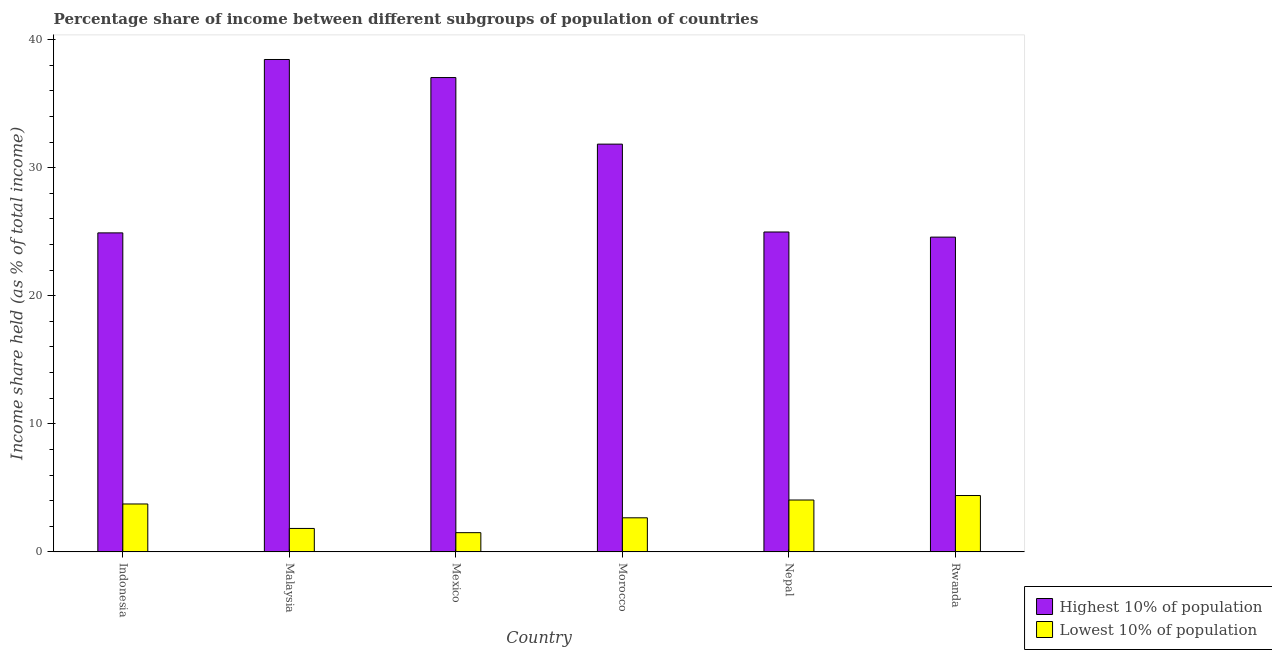 Percentage share of income between different subgroups of population of countries
Income share held (as % of total income)
40
30
20
10
0
Indonesia
Malaysia
Mexico
Morocco
Nepal
Rwanda
Country
Highest 10% of population
Lowest 10% of population